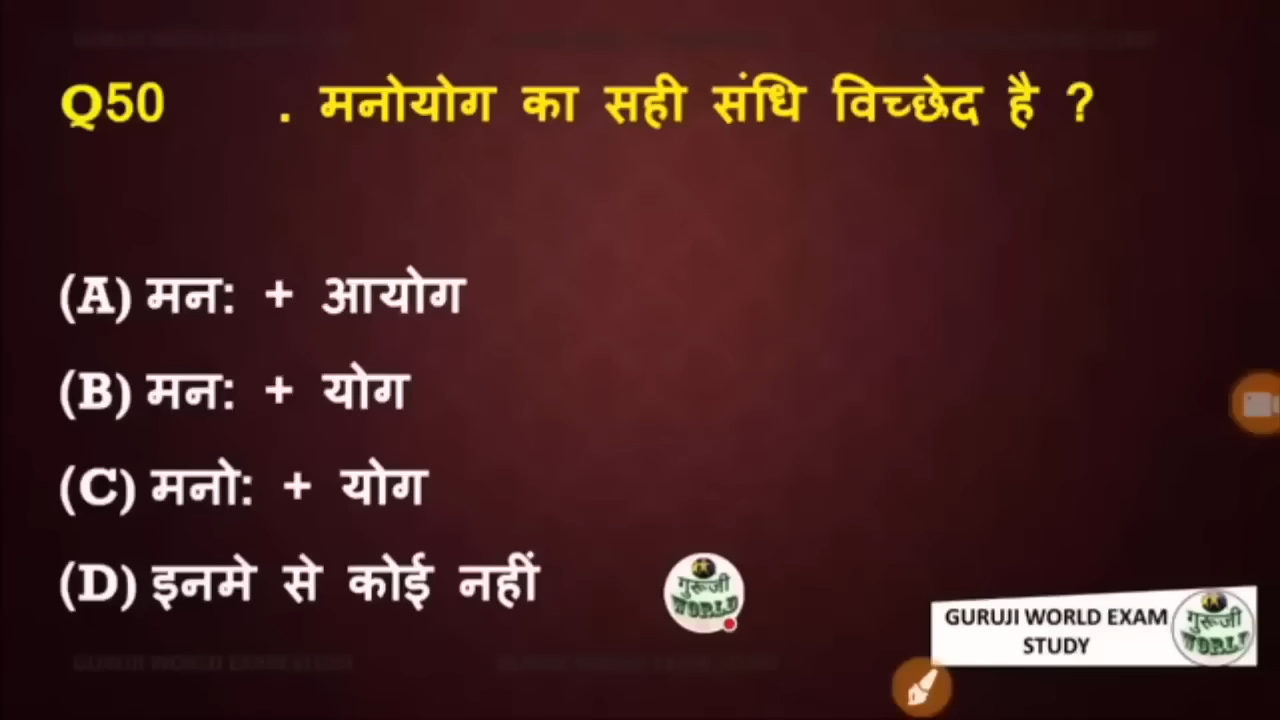 Q50 . मनोयोग का सही संधि विच्छेद है ?
(A) मन: + आयोग
(B) मन: + योग
(C) मनो: + योग
(D) इनमे से कोई नहीं
गुरूजी
WORLD
GURUJI WORLD EXAM
STUDY
गुरूजी
WORLD